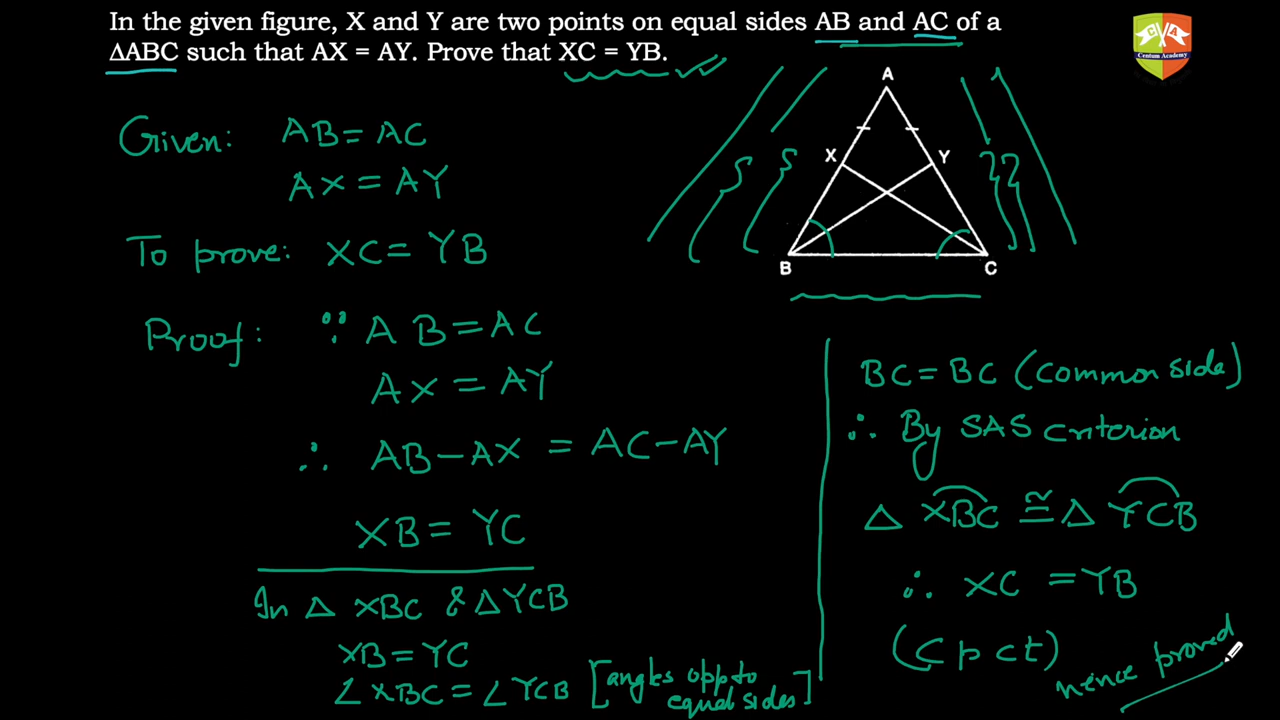 In the given figure, X and Y are two points on equal sides AB and AC of a
ΔABC such that AX = AY. Prove that XC = YB.
Centum Academy
A
X
Y
B
C
Given: AB = AC
AX = AY
To prove: XC = YB
Proof: ∵ AB = AC
AX = AY
∴ AB − AX = AC − AY
XB = YC
In Δ XBC & Δ YCB
XB = YC
∠XBC = ∠YCB [angles opp to
equal sides]
BC = BC (common side)
∴ By SAS criterion
Δ XBC ≅ Δ YCB
∴ XC = YB
(cpct)
hence proved